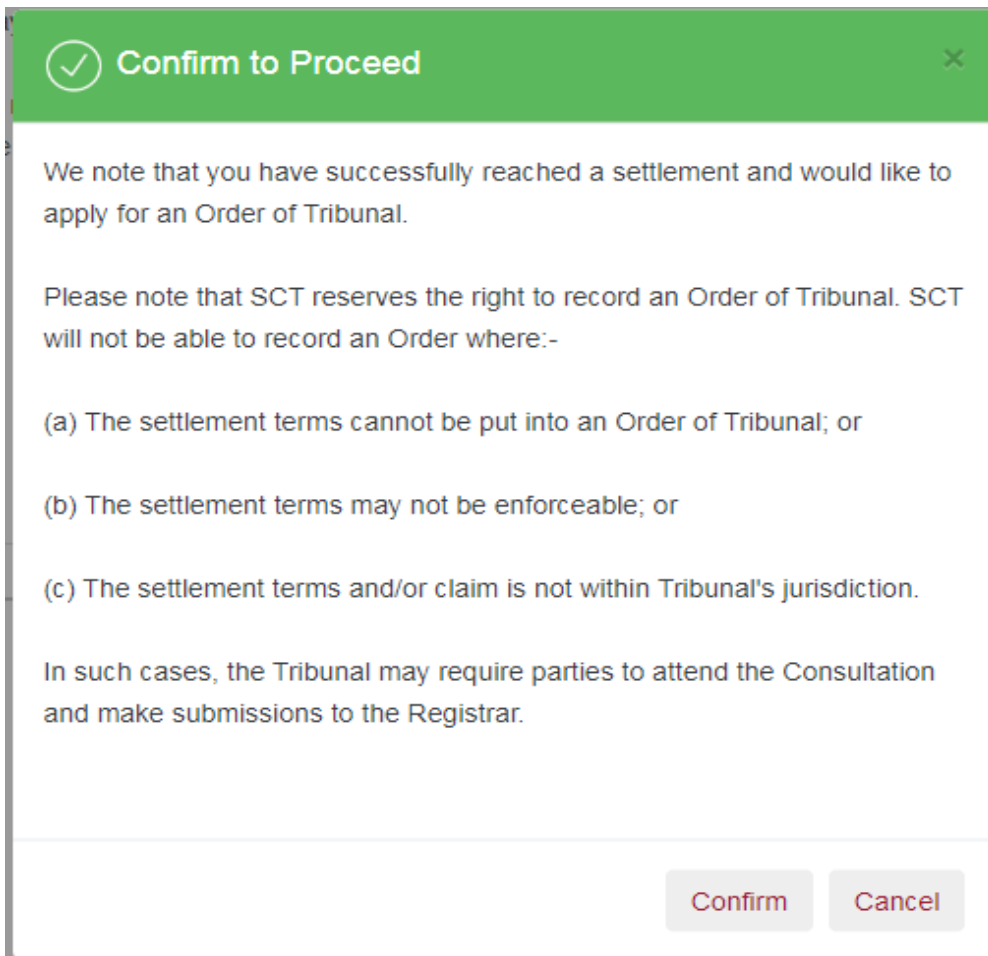 Confirm to Proceed
×
We note that you have successfully reached a settlement and would like to
apply for an Order of Tribunal.
Please note that SCT reserves the right to record an Order of Tribunal. SCT
will not be able to record an Order where:-
(a) The settlement terms cannot be put into an Order of Tribunal; or
(b) The settlement terms may not be enforceable; or
(c) The settlement terms and/or claim is not within Tribunal's jurisdiction.
In such cases, the Tribunal may require parties to attend the Consultation
and make submissions to the Registrar.
Confirm Cancel